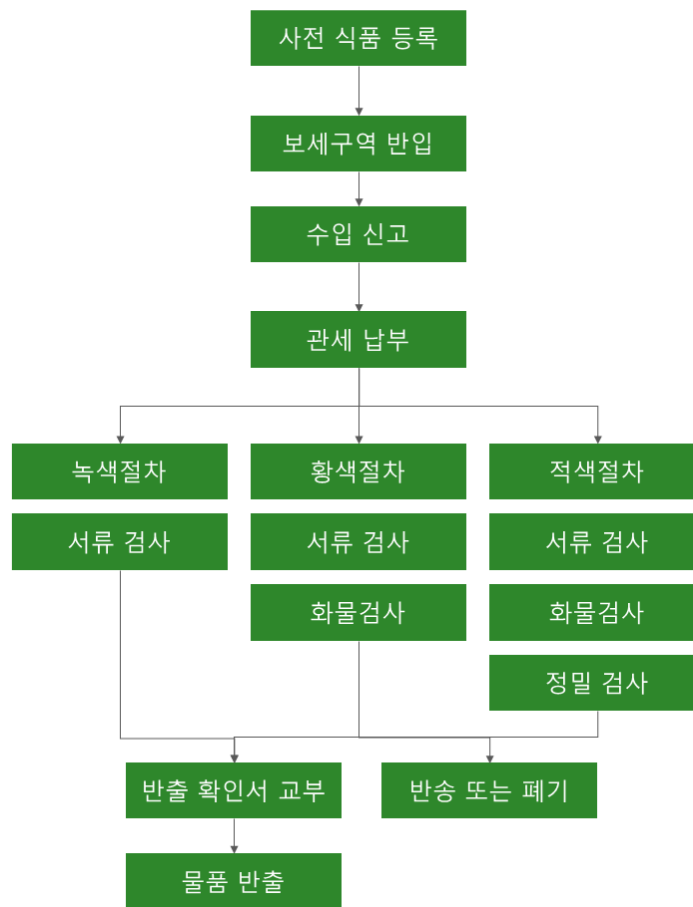 사전 식품 등록
보세구역 반입
수입 신고
관세 납부
녹색절차
황색절차
적색절차
서류 검사
서류 검사
서류 검사
화물검사
화물검사
정밀 검사
반출 확인서 교부
반송 또는 폐기
물품 반출